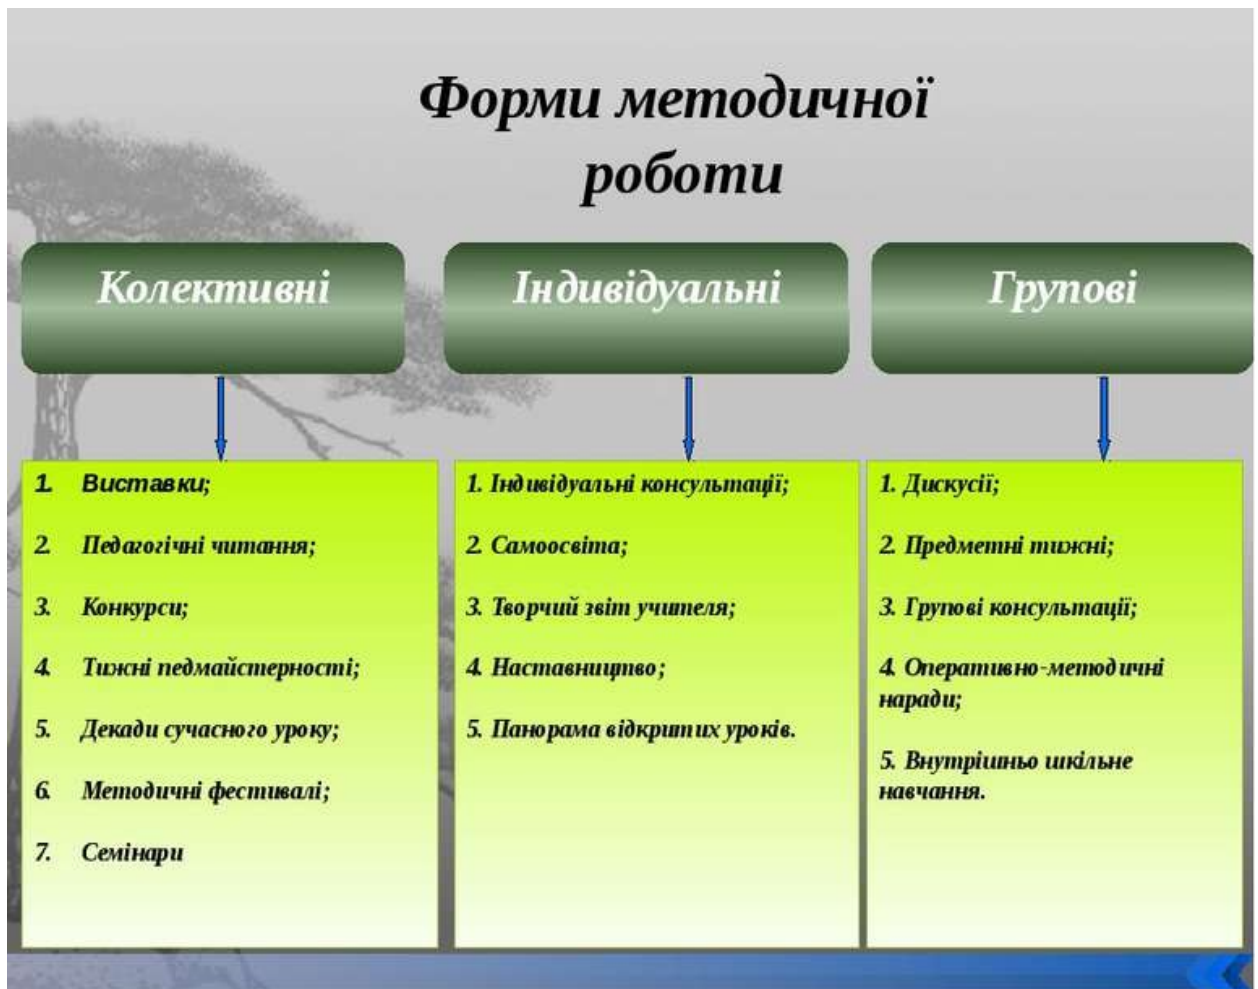 Форми методичної
роботи
Колективні
Індивідуальні
Групові
1. Виставки;
2. Педагогічні читання;
3. Конкурси;
4. Тижні педмайстерності;
5. Декади сучасного уроку;
6. Методичні фестивалі;
7. Семінари
1. Індивідуальні консультації;
2. Самоосвіта;
3. Творчий звіт учителя;
4. Наставництво;
5. Панорама відкритих уроків.
1. Дискусії;
2. Предметні тижні;
3. Групові консультації;
4. Оперативно-методичні
наради;
5. Внутрішньо шкільне
навчання.